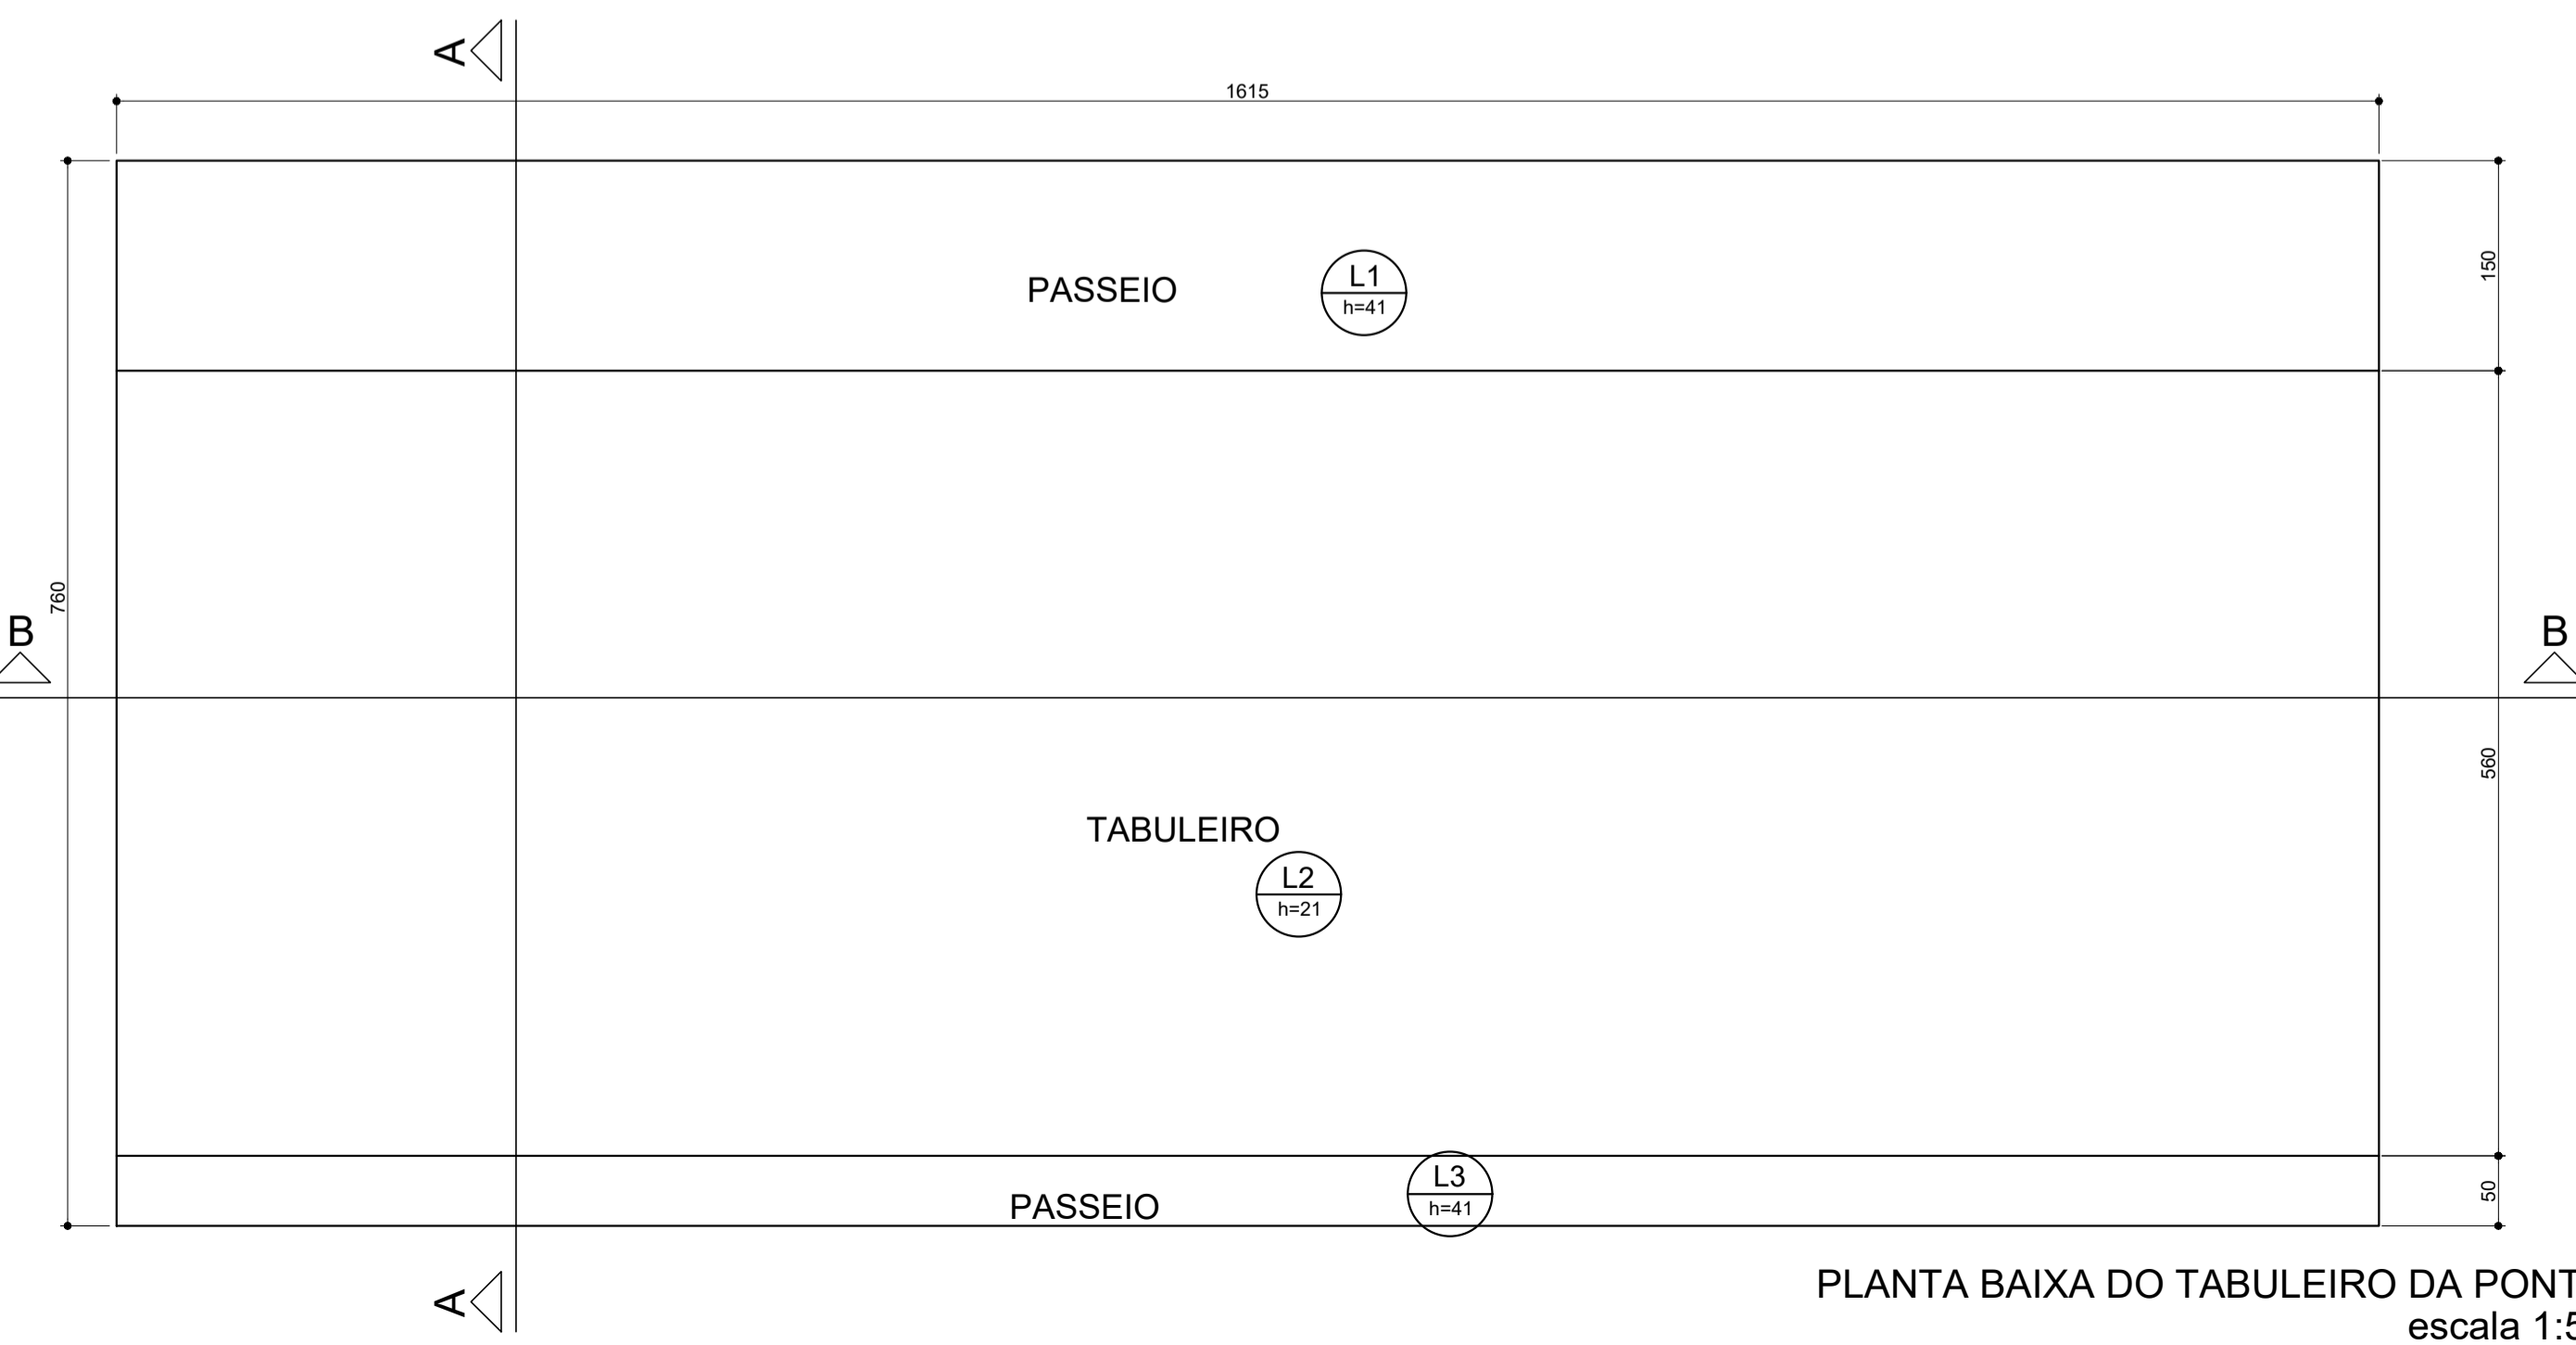 A
1615
PASSEIO
L1
h=41
150
760
B
B
560
TABULEIRO
L2
h=21
L3
h=41
PASSEIO
50
A
PLANTA BAIXA DO TABULEIRO DA PONT
escala 1:5